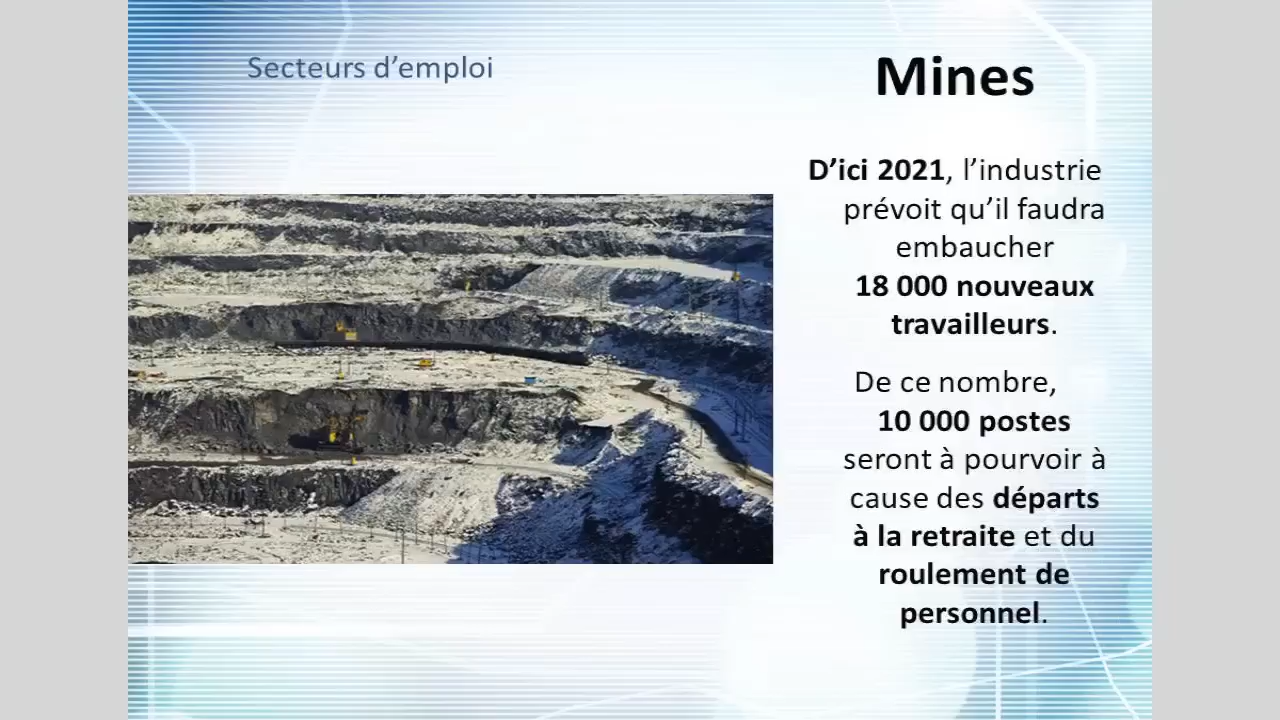 Secteurs d’emploi
Mines
D’ici 2021, l’industrie
prévoit qu’il faudra
embaucher
18 000 nouveaux
travailleurs.
De ce nombre,
10 000 postes
seront à pourvoir à
cause des départs
à la retraite et du
roulement de
personnel.